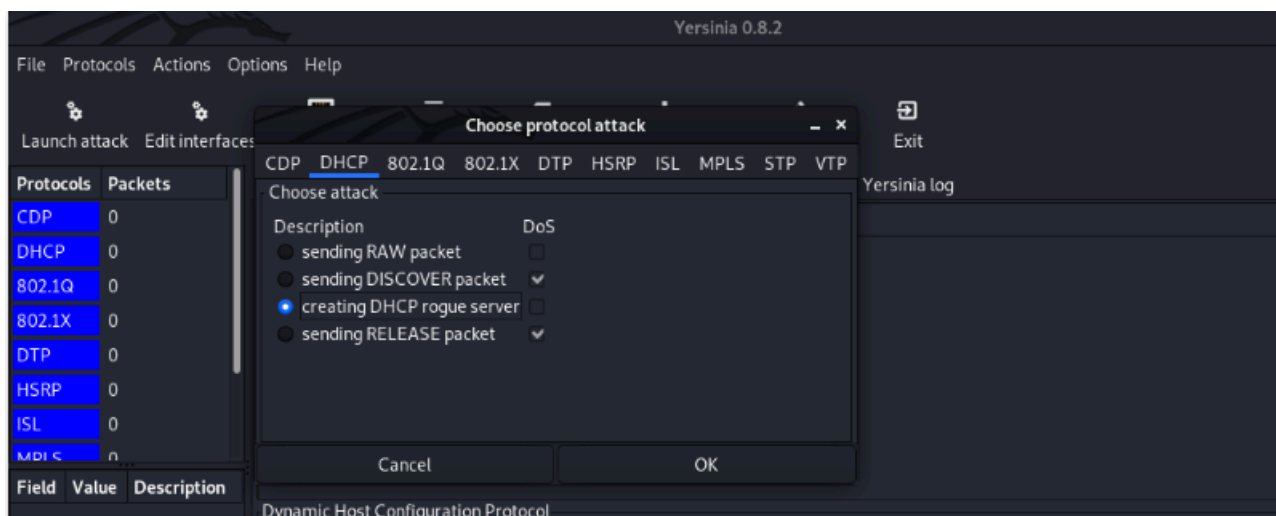 Yersinia 0.8.2
File Protocols Actions Options Help
Launch attack Edit interfaces Exit
Choose protocol attack
CDP DHCP 802.1Q 802.1X DTP HSRP ISL MPLS STP VTP
Yersinia log
Choose attack
Description DoS
sending RAW packet
sending DISCOVER packet
creating DHCP rogue server
sending RELEASE packet
Cancel OK
Protocols Packets
CDP 0
DHCP 0
802.1Q 0
802.1X 0
DTP 0
HSRP 0
ISL 0
MPLS 0
Field Value Description
Dynamic Host Configuration Protocol